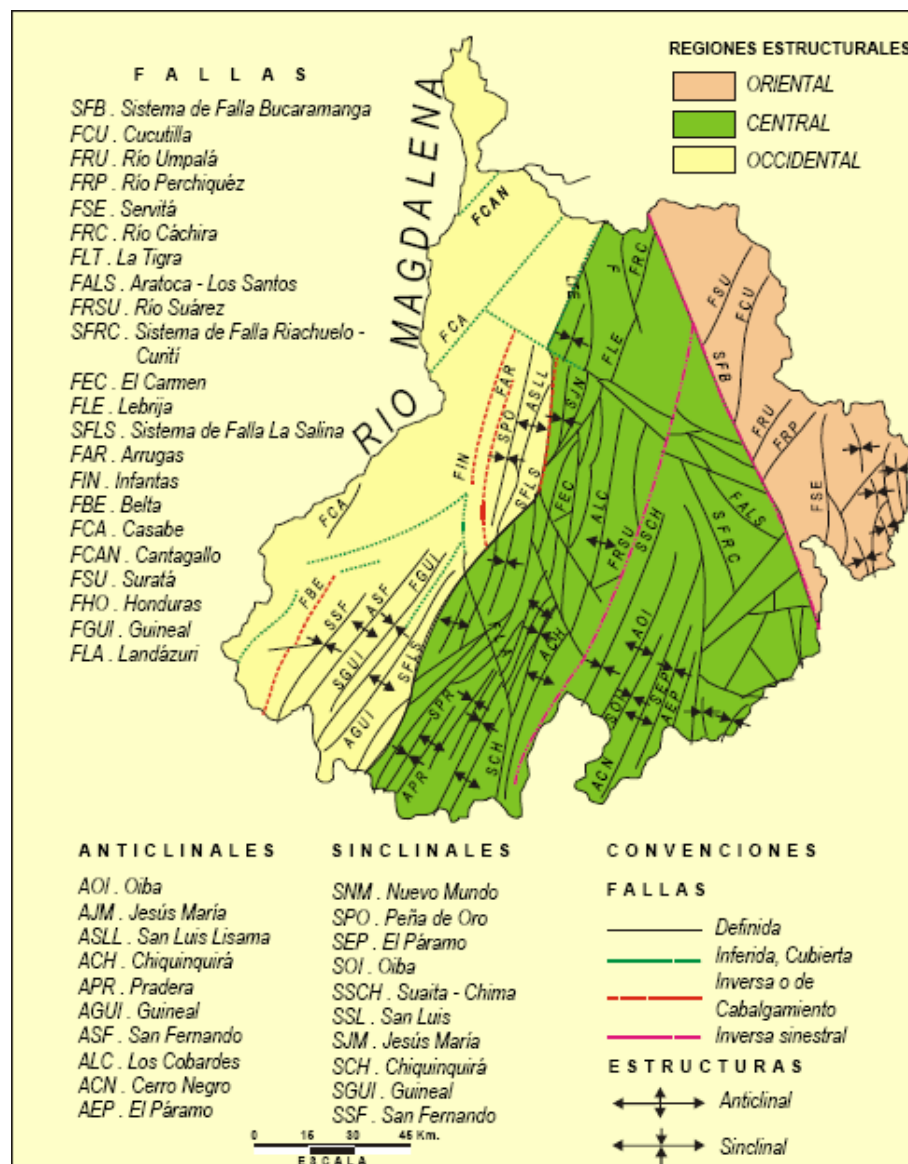 F A L L A S
SFB . Sistema de Falla Bucaramanga
FCU . Cucutilla
FRU . Río Umpalá
FRP . Río Perchiquéz
FSE . Servitá
FRC . Río Cáchira
FLT . La Tigra
FALS . Aratoca - Los Santos
FRSU . Río Suárez
SFRC . Sistema de Falla Riachuelo -
Curití
FEC . El Carmen
FLE . Lebrija
SFLS . Sistema de Falla La Salina
FAR . Arrugas
FIN . Infantas
FBE . Belta
FCA . Casabe
FCAN . Cantagallo
FSU . Suratá
FHO . Honduras
FGUI . Guineal
FLA . Landázuri
REGIONES ESTRUCTURALES
ORIENTAL
CENTRAL
OCCIDENTAL
RIO MAGDALENA
FCAN
FCA
FRC
F
FLE
FSU
FCU
SFB
FRU
FRP
FSE
FAR
ASLL
SPO
SJN
FIN
SFLS
FEC
ALC
FRSU
SSCH
FALS
SFRC
FCA
FBE
SSF
ASF
FGUI
SGUI
SFLS
AGUI
SPR
APR
SCH
ACH
AOI
SOI
SEP
AEP
ACN
A N T I C L I N A L E S
AOI . Oiba
AJM . Jesús María
ASLL . San Luis Lisama
ACH . Chiquinquirá
APR . Pradera
AGUI . Guineal
ASF . San Fernando
ALC . Los Cobardes
ACN . Cerro Negro
AEP . El Páramo
S I N C L I N A L E S
SNM . Nuevo Mundo
SPO . Peña de Oro
SEP . El Páramo
SOI . Oiba
SSCH . Suaita - Chima
SSL . San Luis
SJM . Jesús María
SCH . Chiquinquirá
SGUI . Guineal
SSF . San Fernando
C O N V E N C I O N E S
FALLAS
Definida
Inferida, Cubierta
Inversa o de
Cabalgamiento
Inversa sinestral
E S T R U C T U R A S
Anticlinal
Sinclinal
0 16 30 45 Km.
E S C A L A